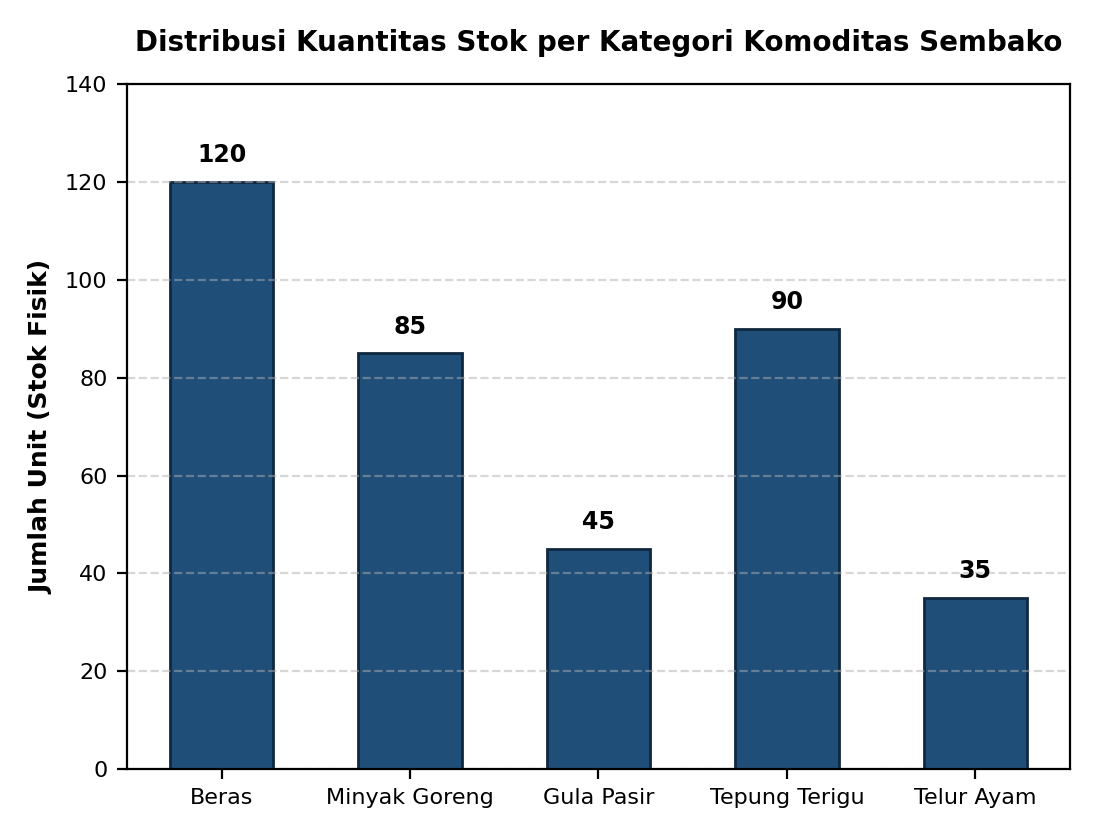 Distribusi Kuantitas Stok per Kategori Komoditas Sembako
Jumlah Unit (Stok Fisik)
140
120
100
80
60
40
20
0
120
85
45
90
35
Beras
Minyak Goreng
Gula Pasir
Tepung Terigu
Telur Ayam